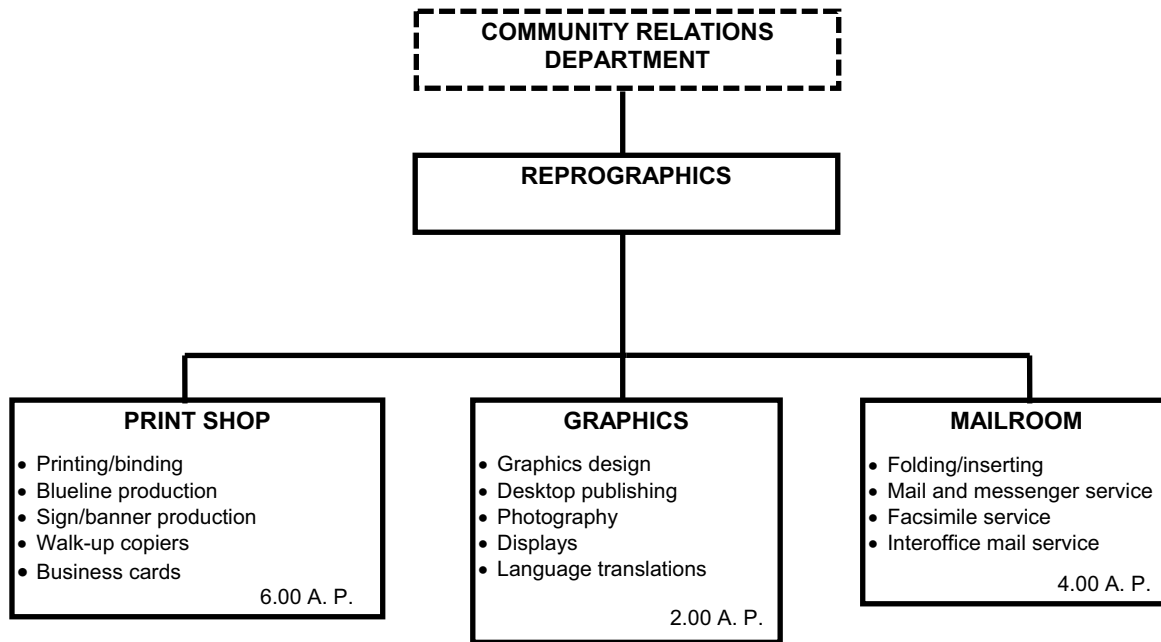 COMMUNITY RELATIONS
DEPARTMENT
REPROGRAPHICS
PRINT SHOP
• Printing/binding
• Blueline production
• Sign/banner production
• Walk-up copiers
• Business cards
6.00 A. P.
GRAPHICS
• Graphics design
• Desktop publishing
• Photography
• Displays
• Language translations
2.00 A. P.
MAILROOM
• Folding/inserting
• Mail and messenger service
• Facsimile service
• Interoffice mail service
4.00 A. P.